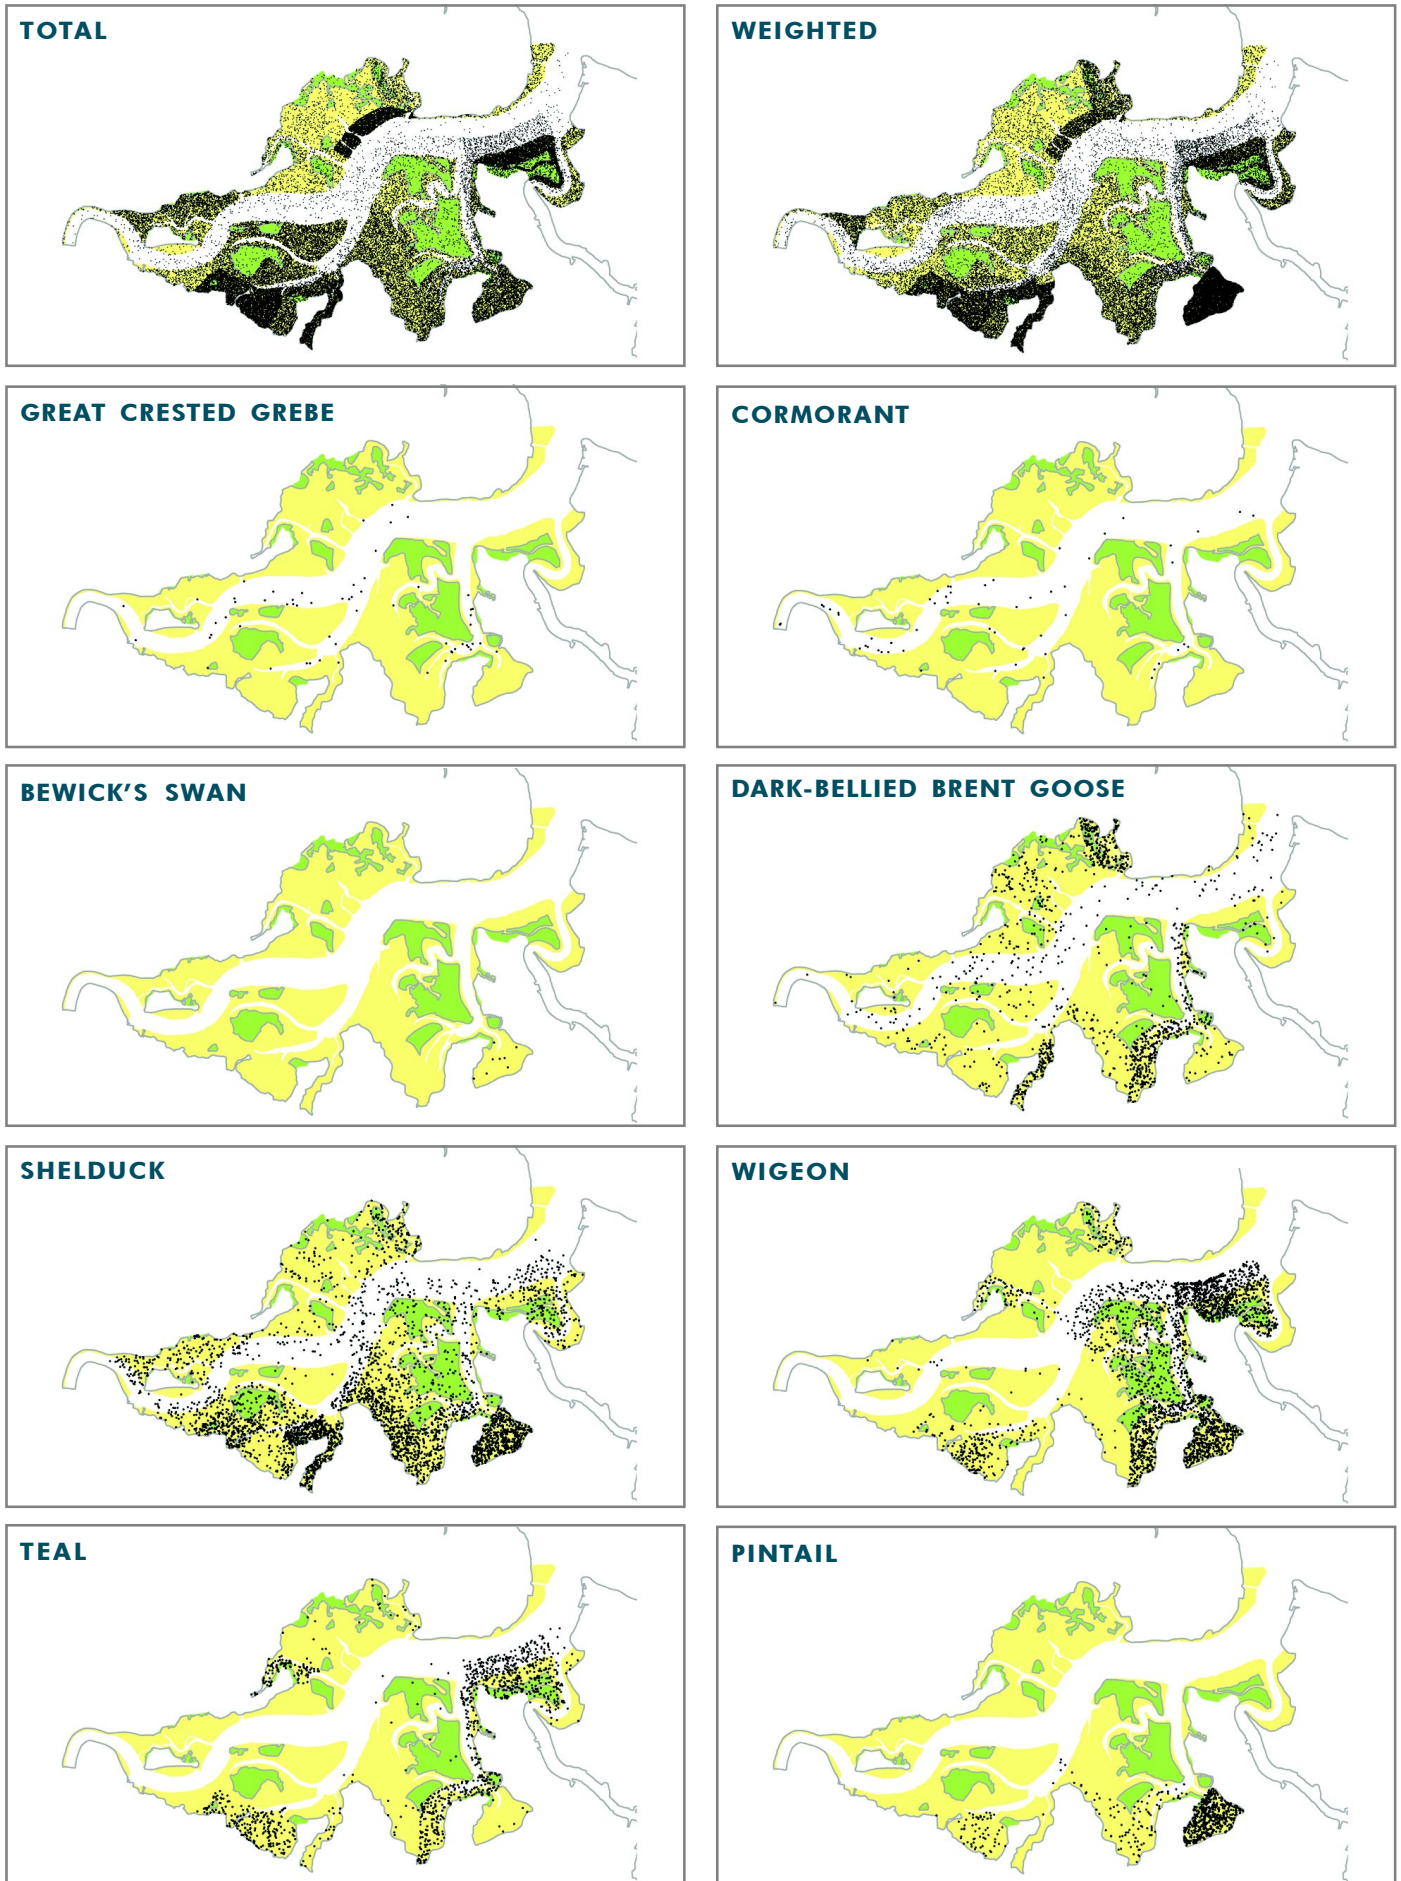 TOTAL
WEIGHTED
GREAT CRESTED GREBE
CORMORANT
BEWICK'S SWAN
DARK-BELLIED BRENT GOOSE
SHELDUCK
WIGEON
TEAL
PINTAIL